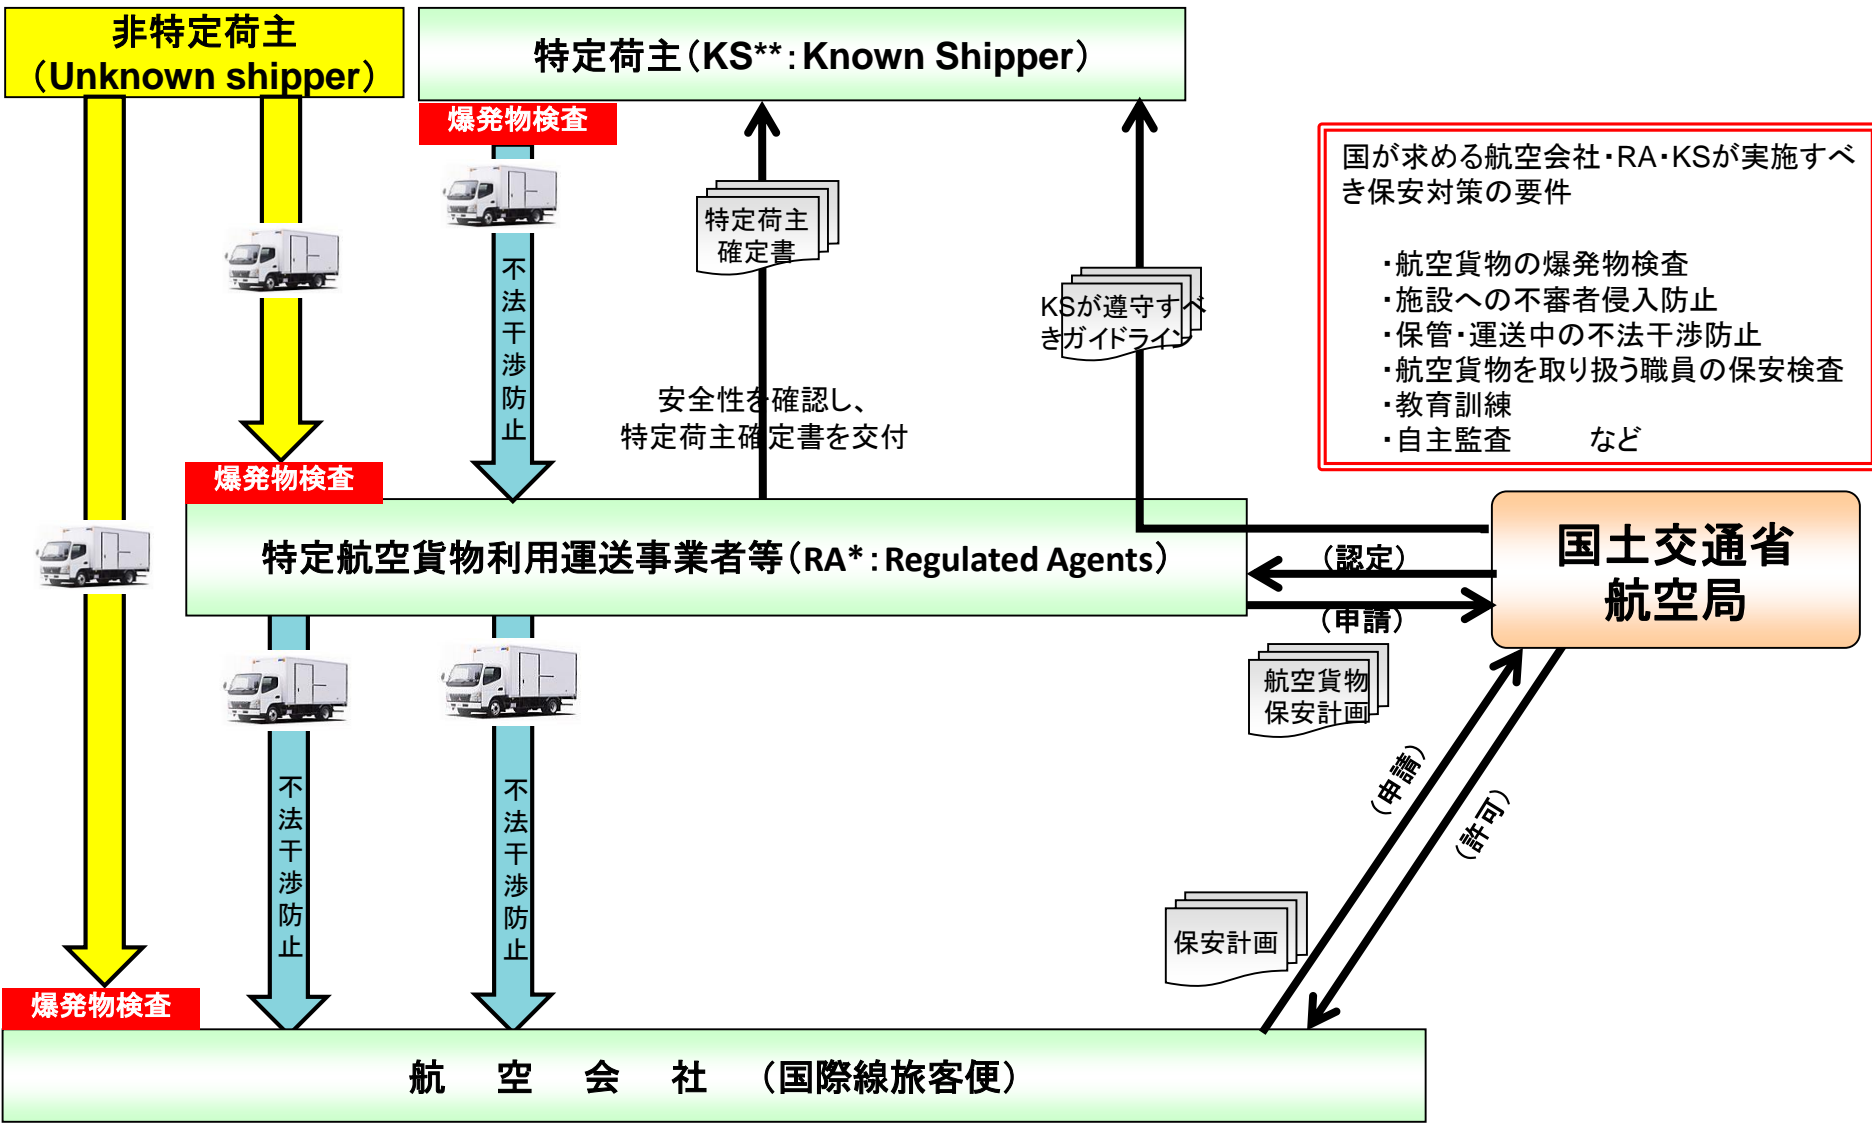 非特定荷主
（Unknown shipper）
特定荷主（KS**：Known Shipper）
爆発物検査
国が求める航空会社・RA・KSが実施すべ
き保安対策の要件
・航空貨物の爆発物検査
・施設への不審者侵入防止
・保管・運送中の不法干渉防止
・航空貨物を取り扱う職員の保安検査
・教育訓練
・自主監査　　など
特定荷主
確定書
不法干渉防止
KSが遵守すべ
きガイドライン
安全性を確認し、
特定荷主確定書を交付
爆発物検査
特定航空貨物利用運送事業者等（RA*：Regulated Agents）
（認定）
（申請）
国土交通省
航空局
航空貨物
保安計画
不法干渉防止
不法干渉防止
（申請）
（許可）
保安計画
爆発物検査
航　空　会　社　（国際線旅客便）